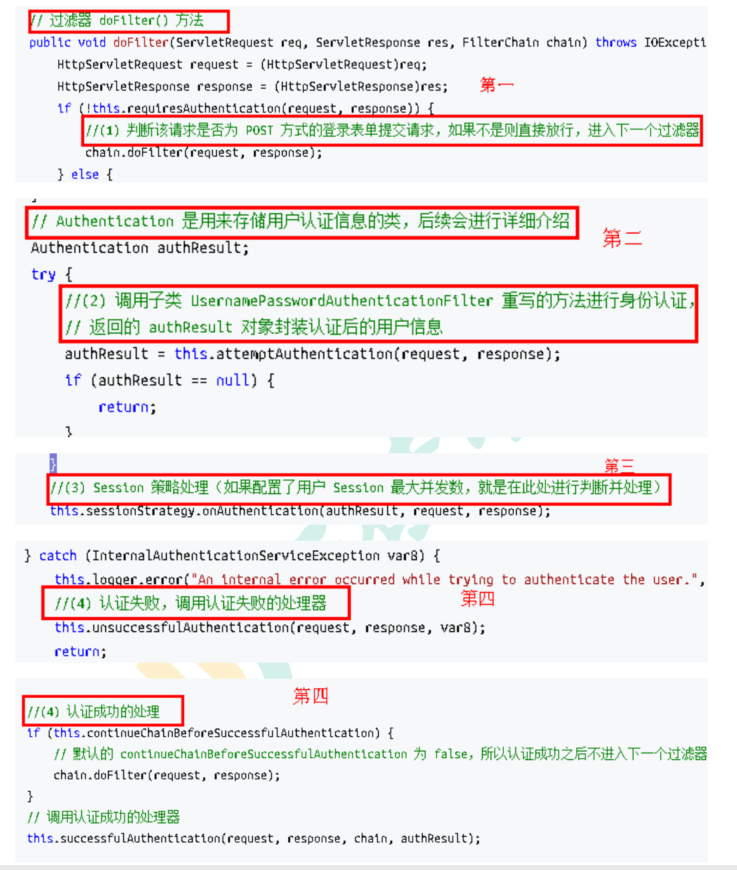 // 过滤器 doFilter() 方法
public void doFilter(ServletRequest req, ServletResponse res, FilterChain chain) throws IOExcepti
HttpServletRequest request = (HttpServletRequest)req;
HttpServletResponse response = (HttpServletResponse)res;
第一
if (!this.requiresAuthentication(request, response)) {
//(1) 判断该请求是否为 POST 方式的登录表单提交请求，如果不是则直接放行，进入下一个过滤器
chain.doFilter(request, response);
} else {
// Authentication 是用来存储用户认证信息的类，后续会进行详细介绍
第二
Authentication authResult;
try {
//(2) 调用子类 UsernamePasswordAuthenticationFilter 重写的方法进行身份认证，
// 返回的 authResult 对象封装认证后的用户信息
authResult = this.attemptAuthentication(request, response);
if (authResult == null) {
return;
}
}
第三
//(3) Session 策略处理（如果配置了用户 Session 最大并发数，就是在此处进行判断并处理）
this.sessionStrategy.onAuthentication(authResult, request, response);
} catch (InternalAuthenticationServiceException var8) {
this.logger.error("An internal error occurred while trying to authenticate the user.",
//(4) 认证失败，调用认证失败的处理器
第四
this.unsuccessfulAuthentication(request, response, var8);
return;
第四
//(4) 认证成功的处理
if (this.continueChainBeforeSuccessfulAuthentication) {
// 默认的 continueChainBeforeSuccessfulAuthentication 为 false，所以认证成功之后不进入下一个过滤器
chain.doFilter(request, response);
}
// 调用认证成功的处理器
this.successfulAuthentication(request, response, chain, authResult);